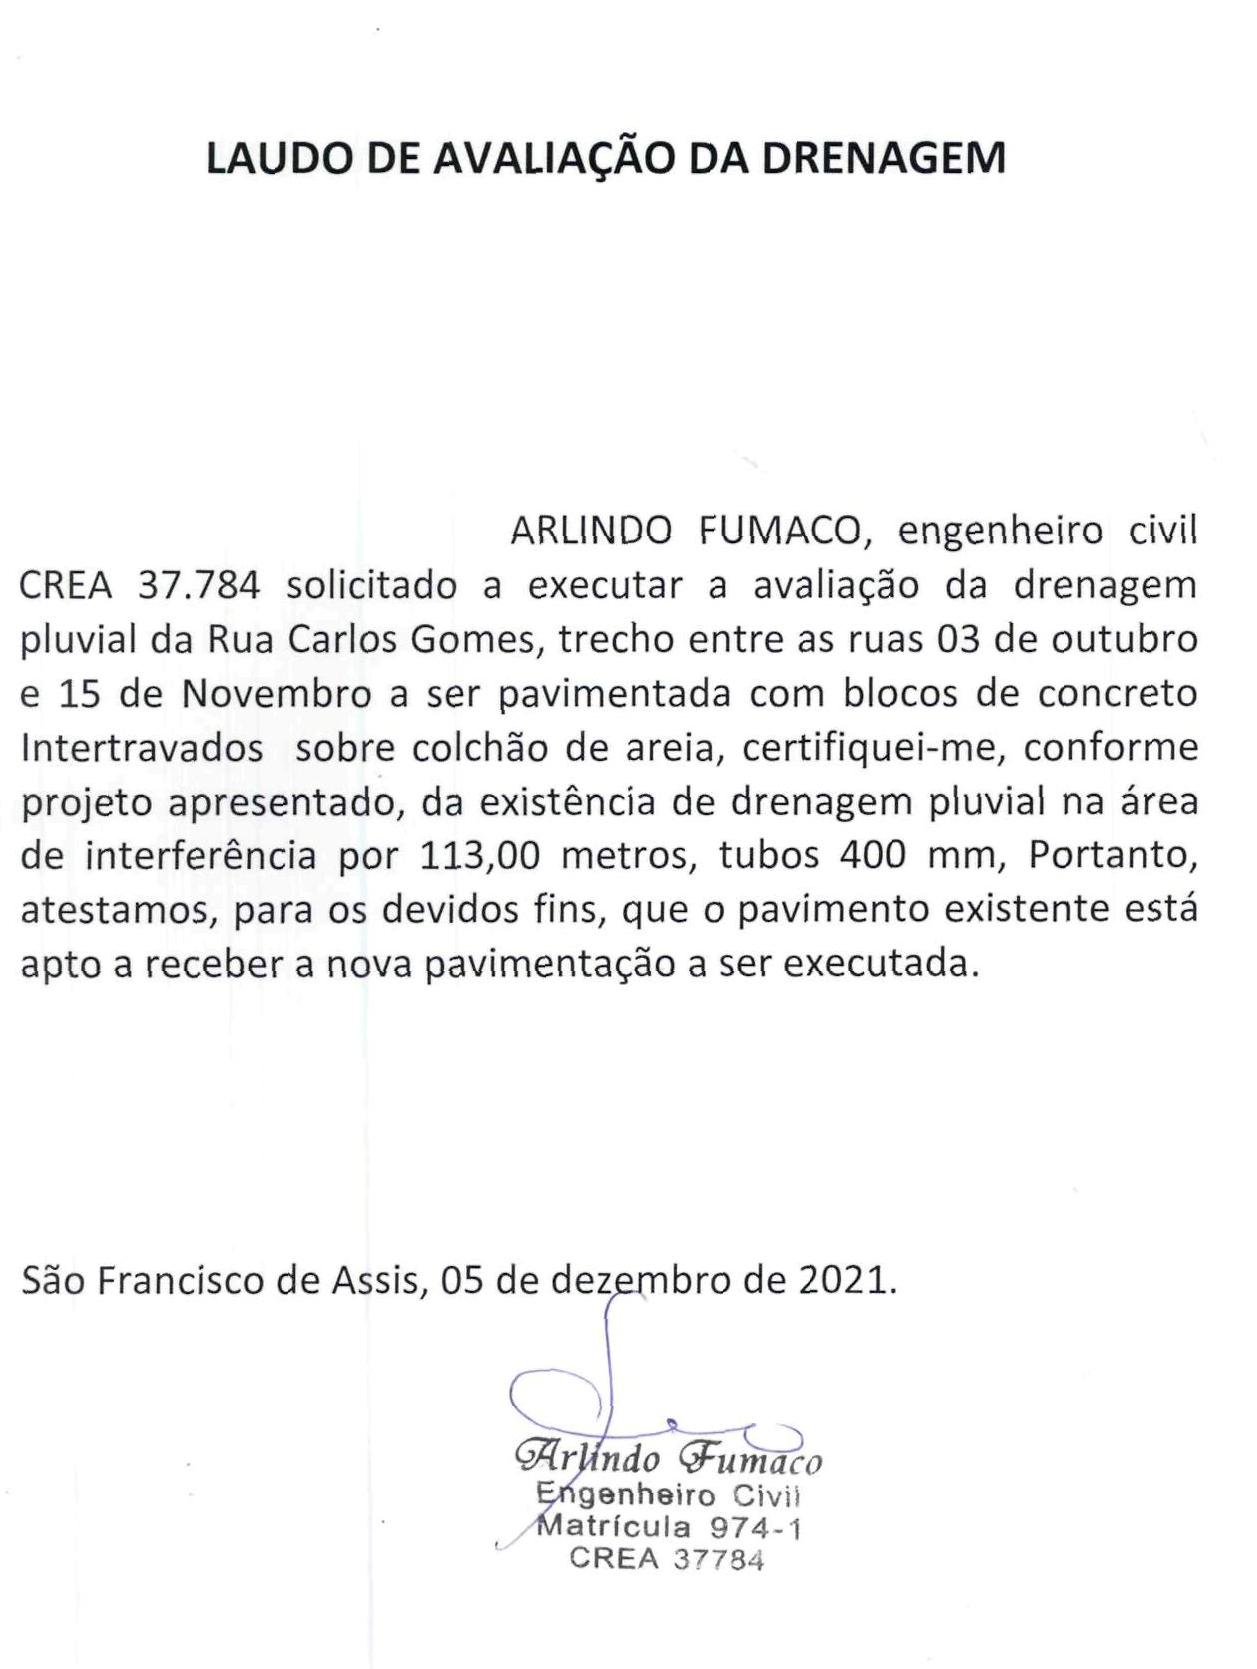 LAUDO DE AVALIAÇÃO DA DRENAGEM
ARLINDO FUMACO, engenheiro civil
CREA 37.784 solicitado a executar a avaliação da drenagem
pluvial da Rua Carlos Gomes, trecho entre as ruas 03 de outubro
e 15 de Novembro a ser pavimentada com blocos de concreto
Intertravados sobre colchão de areia, certifiquei-me, conforme
projeto apresentado, da existência de drenagem pluvial na área
de interferência por 113,00 metros, tubos 400 mm, Portanto,
atestamos, para os devidos fins, que o pavimento existente está
apto a receber a nova pavimentação a ser executada.
São Francisco de Assis, 05 de dezembro de 2021.
Arlindo Fumaco
Engenheiro Civil
Matrícula 974-1
CREA 37784